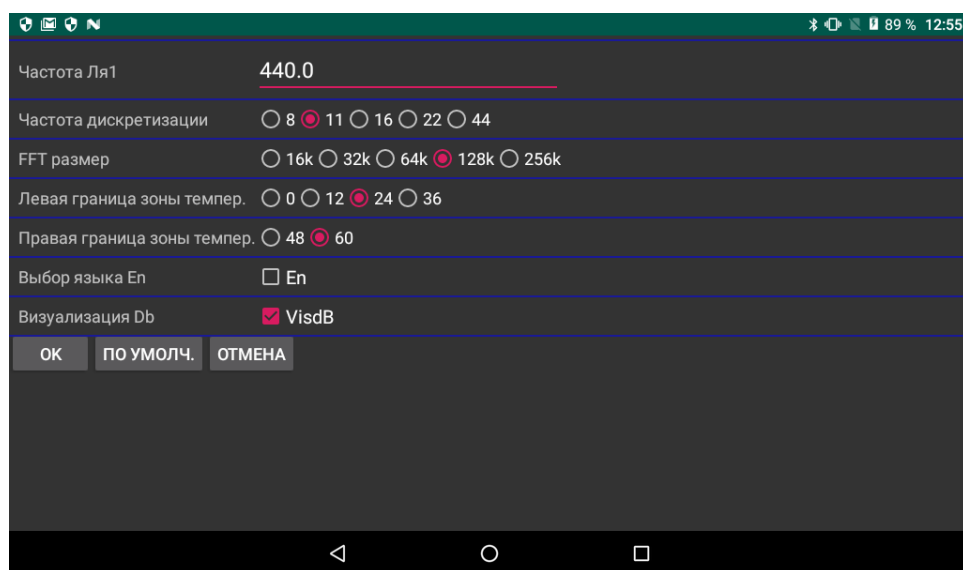 89 % 12:55
Частота Ля1 440.0
Частота дискретизации 8 11 16 22 44
FFT размер 16k 32k 64k 128k 256k
Левая граница зоны темпер. 0 12 24 36
Правая граница зоны темпер. 48 60
Выбор языка En En
Визуализация Db VisdB
OK ПО УМОЛЧ. ОТМЕНА